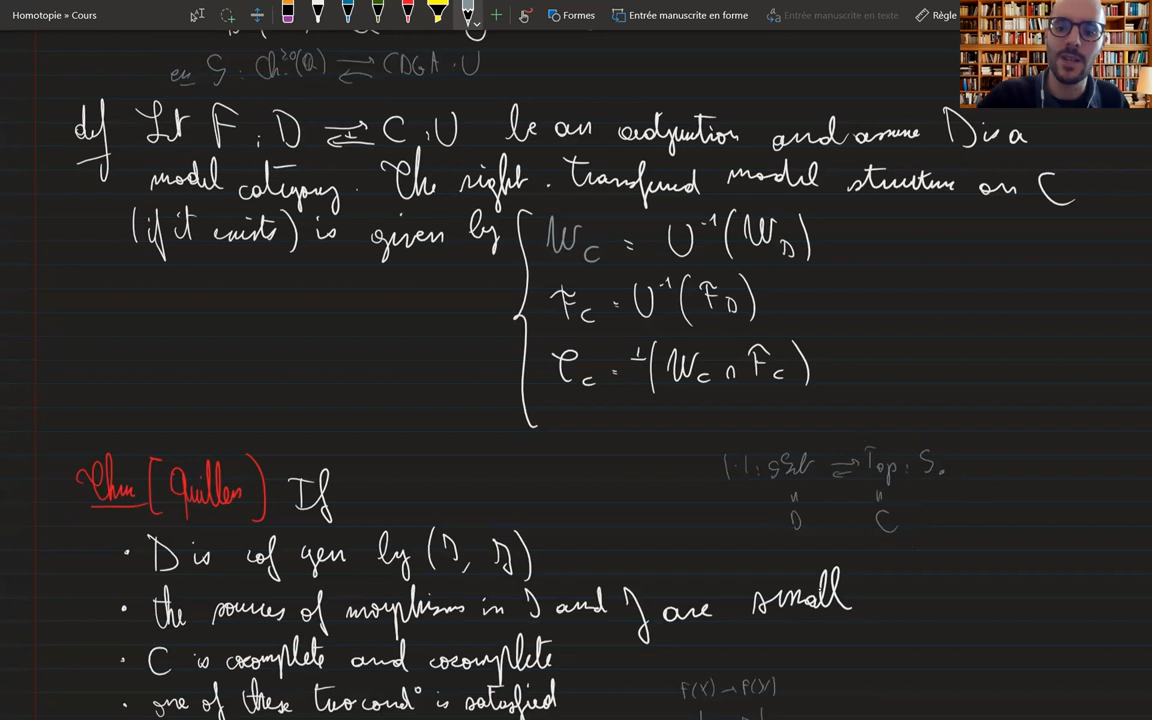 Homotopie » Cours
Formes
Entrée manuscrite en forme
Entrée manuscrite en texte
Règle
en S : Ch≥0(Q) ⇄ CDGA : U
def Let F : D ⇄ C : U be an adjunction and assume D is a
model category. The right-transfered model structure on C
(if it exists) is given by { W_C = U⁻¹(W_D)
F_C = U⁻¹(F_D)
C_C = ⊥(W_C ∩ F_C)
Thm [Quillen] If
|-| : sSet ⇄ Top : S.
D C
• D is cof gen by (I, J)
• the sources of morphisms in I and J are small
• C is cocomplete and cocomplete
• one of these two cond° is satisfied
F(X) → F(Y)